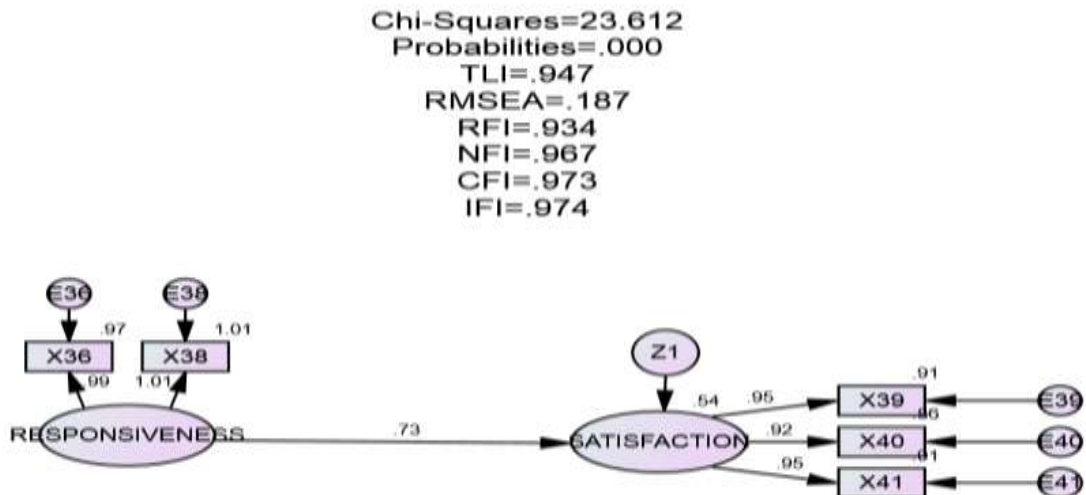 Chi-Squares=23.612
Probabilities=.000
TLI=.947
RMSEA=.187
RFI=.934
NFI=.967
CFI=.973
IFI=.974
E36 E38
.97 1.01
X36 X38
.99 1.01
RESPONSIVENESS
.73
Z1
.54
SATISFACTION
.95 .91
X39 E39
.92 .86
X40 E40
.95 .91
X41 E41